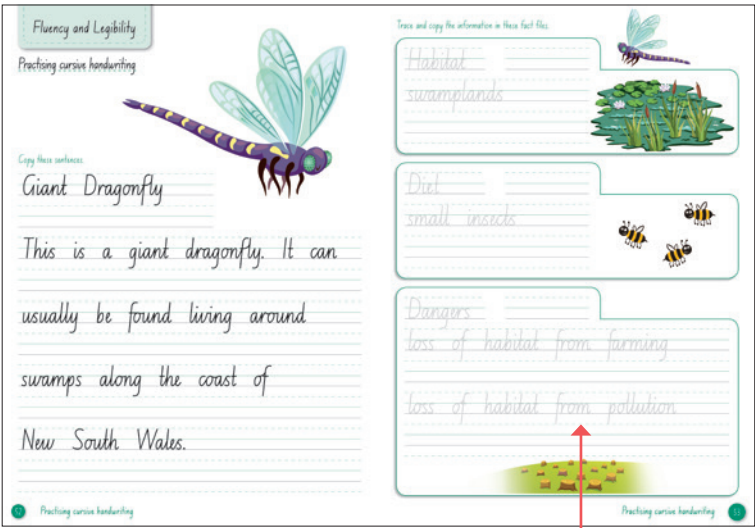 Fluency and Legibility
Practising cursive handwriting
Copy these sentences.
Giant Dragonfly
This is a giant dragonfly. It can
usually be found living around
swamps along the coast of
New South Wales.
52 Practising cursive handwriting
Trace and copy the information in these fact files.
Habitat
swamplands
Diet
small insects
Dangers
loss of habitat from farming
loss of habitat from pollution
Practising cursive handwriting 53